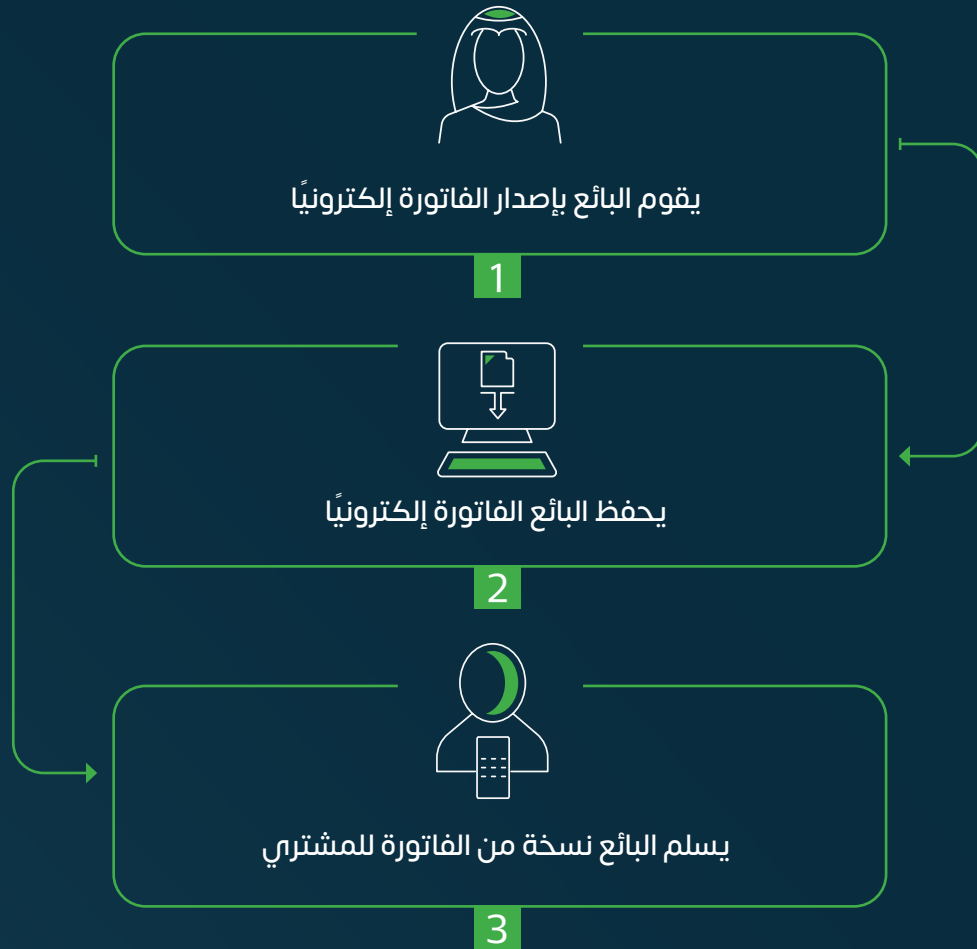 يقوم البائع بإصدار الفاتورة إلكترونيًا
1
يحفظ البائع الفاتورة إلكترونيًا
2
يسلم البائع نسخة من الفاتورة للمشتري
3